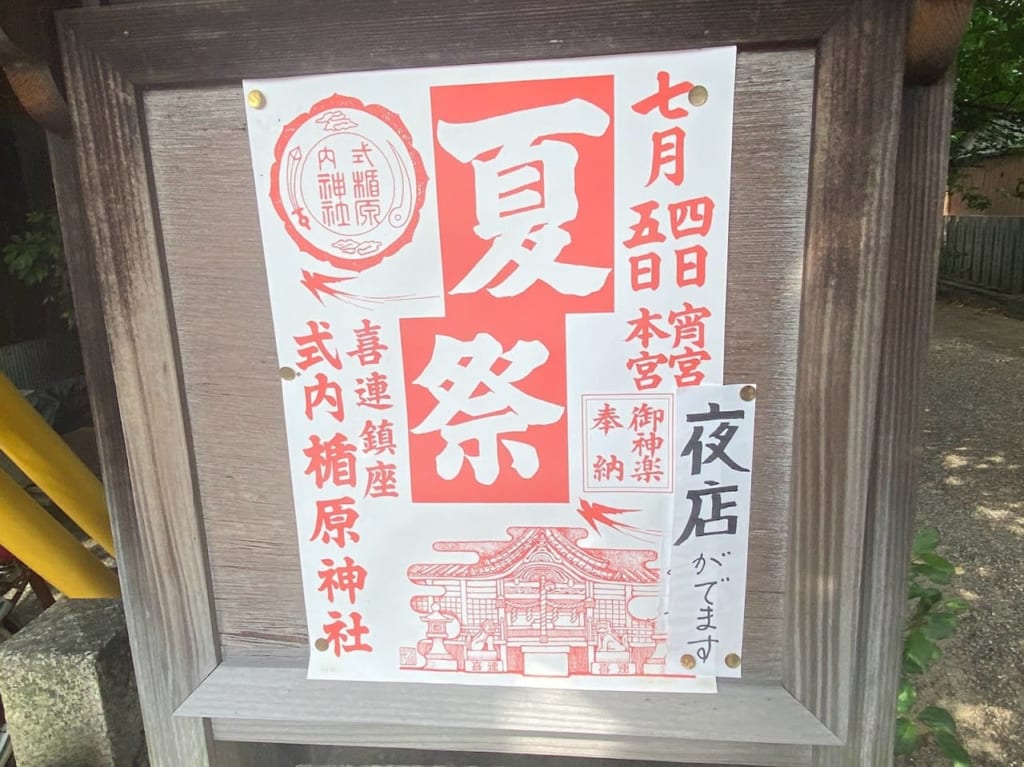 七月
四日 宵宮
五日 本宮
夏祭
御神楽
奉納
夜店がでます
式楯原
内神社
喜連鎮座
式内楯原神社
喜連